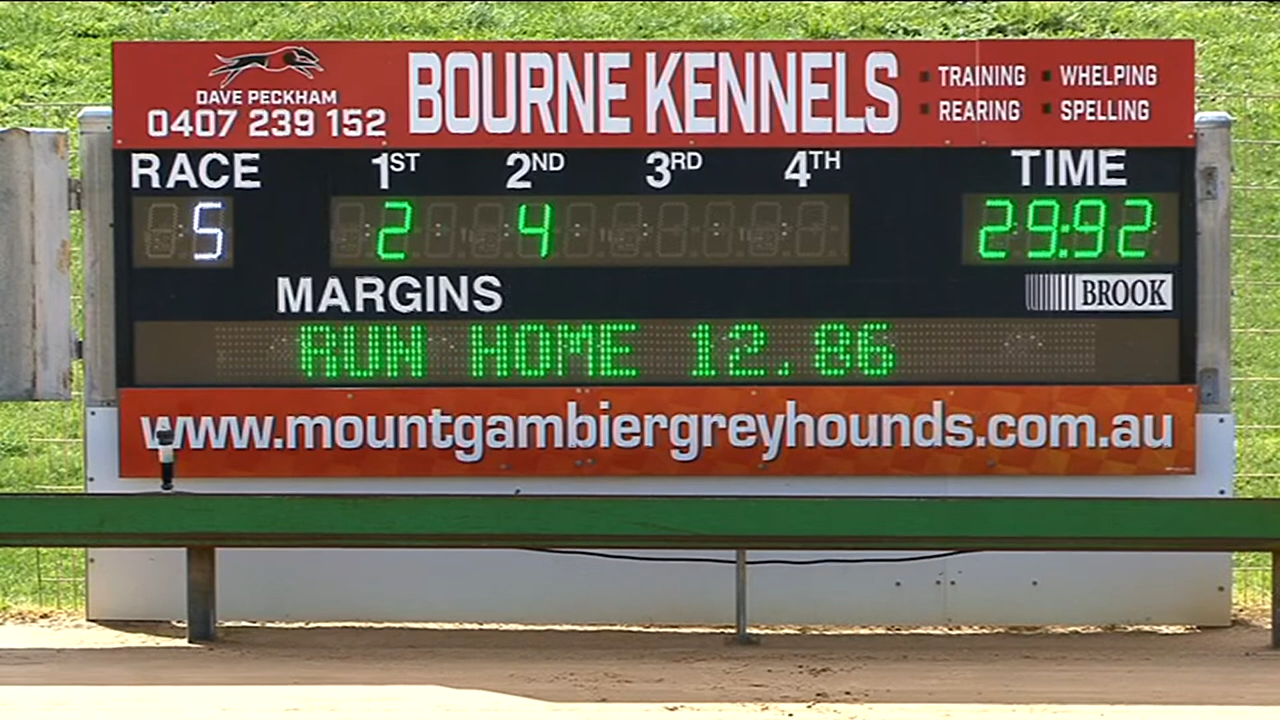 DAVE PECKHAM
0407 239 152
BOURNE KENNELS
TRAINING WHELPING
REARING SPELLING
RACE 1ST 2ND 3RD 4TH TIME
5 2 4 29:92
MARGINS BROOK
RUN HOME 12.86
www.mountgambiergreyhounds.com.au